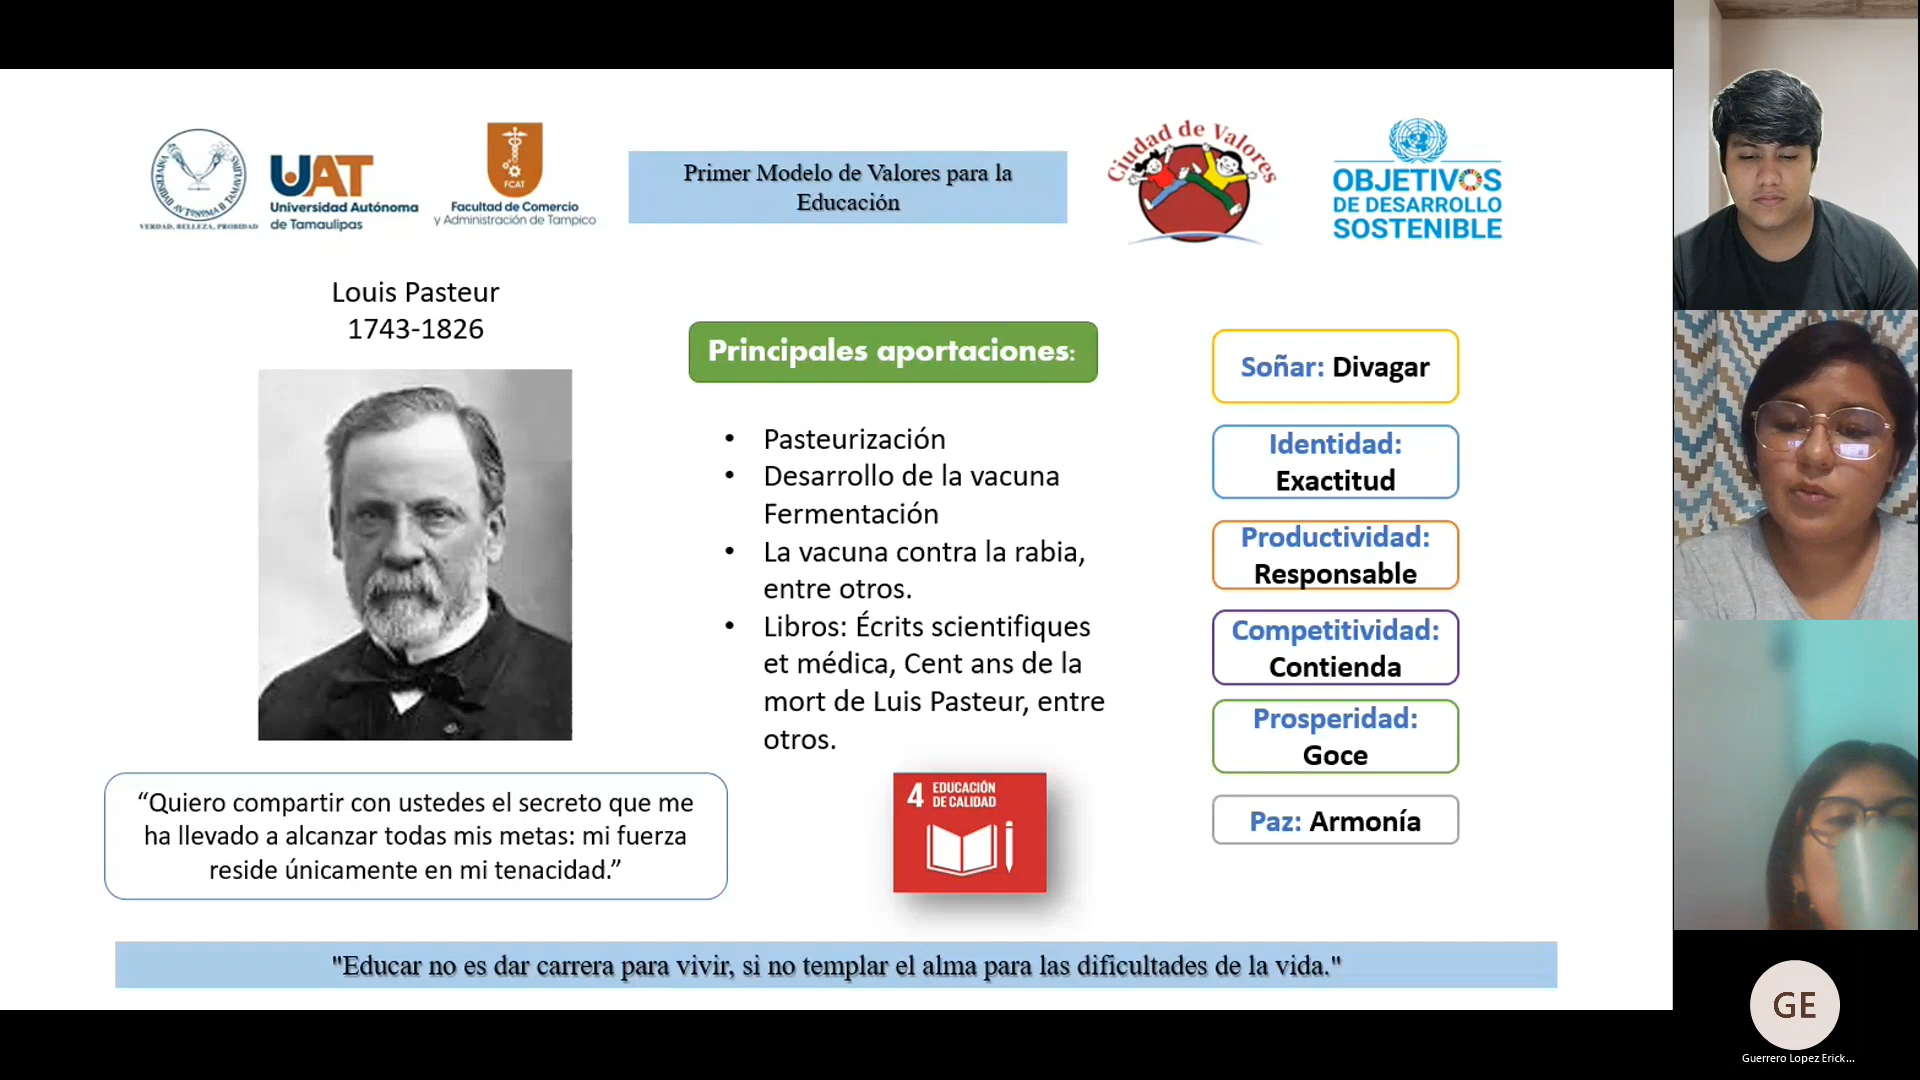 UNIVERSIDAD AUTÓNOMA DE TAMAULIPAS
VERDAD, BELLEZA, PROBIDAD
UAT
Universidad Autónoma
de Tamaulipas
FCAT
Facultad de Comercio
y Administración de Tampico
Primer Modelo de Valores para la
Educación
Ciudad de Valores
OBJETIVOS
DE DESARROLLO
SOSTENIBLE
Louis Pasteur
1743-1826
“Quiero compartir con ustedes el secreto que me
ha llevado a alcanzar todas mis metas: mi fuerza
reside únicamente en mi tenacidad.”
Principales aportaciones:
• Pasteurización
• Desarrollo de la vacuna
Fermentación
• La vacuna contra la rabia,
entre otros.
• Libros: Écrits scientifiques
et médica, Cent ans de la
mort de Luis Pasteur, entre
otros.
4 EDUCACIÓN
DE CALIDAD
Soñar: Divagar
Identidad:
Exactitud
Productividad:
Responsable
Competitividad:
Contienda
Prosperidad:
Goce
Paz: Armonía
"Educar no es dar carrera para vivir, si no templar el alma para las dificultades de la vida."
GE
Guerrero Lopez Erick...